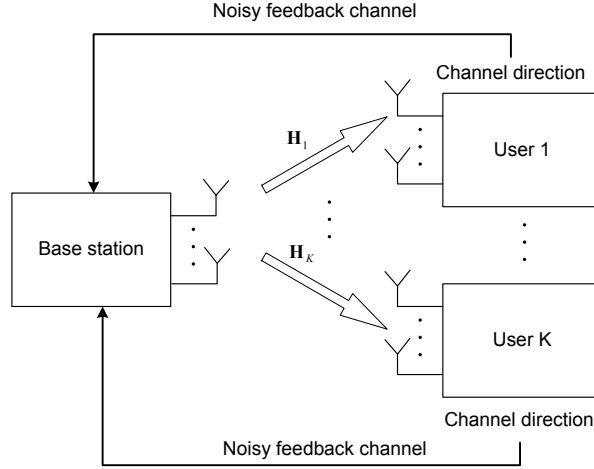 Noisy feedback channel
Channel direction
H1
User 1
Base station
HK
User K
Channel direction
Noisy feedback channel